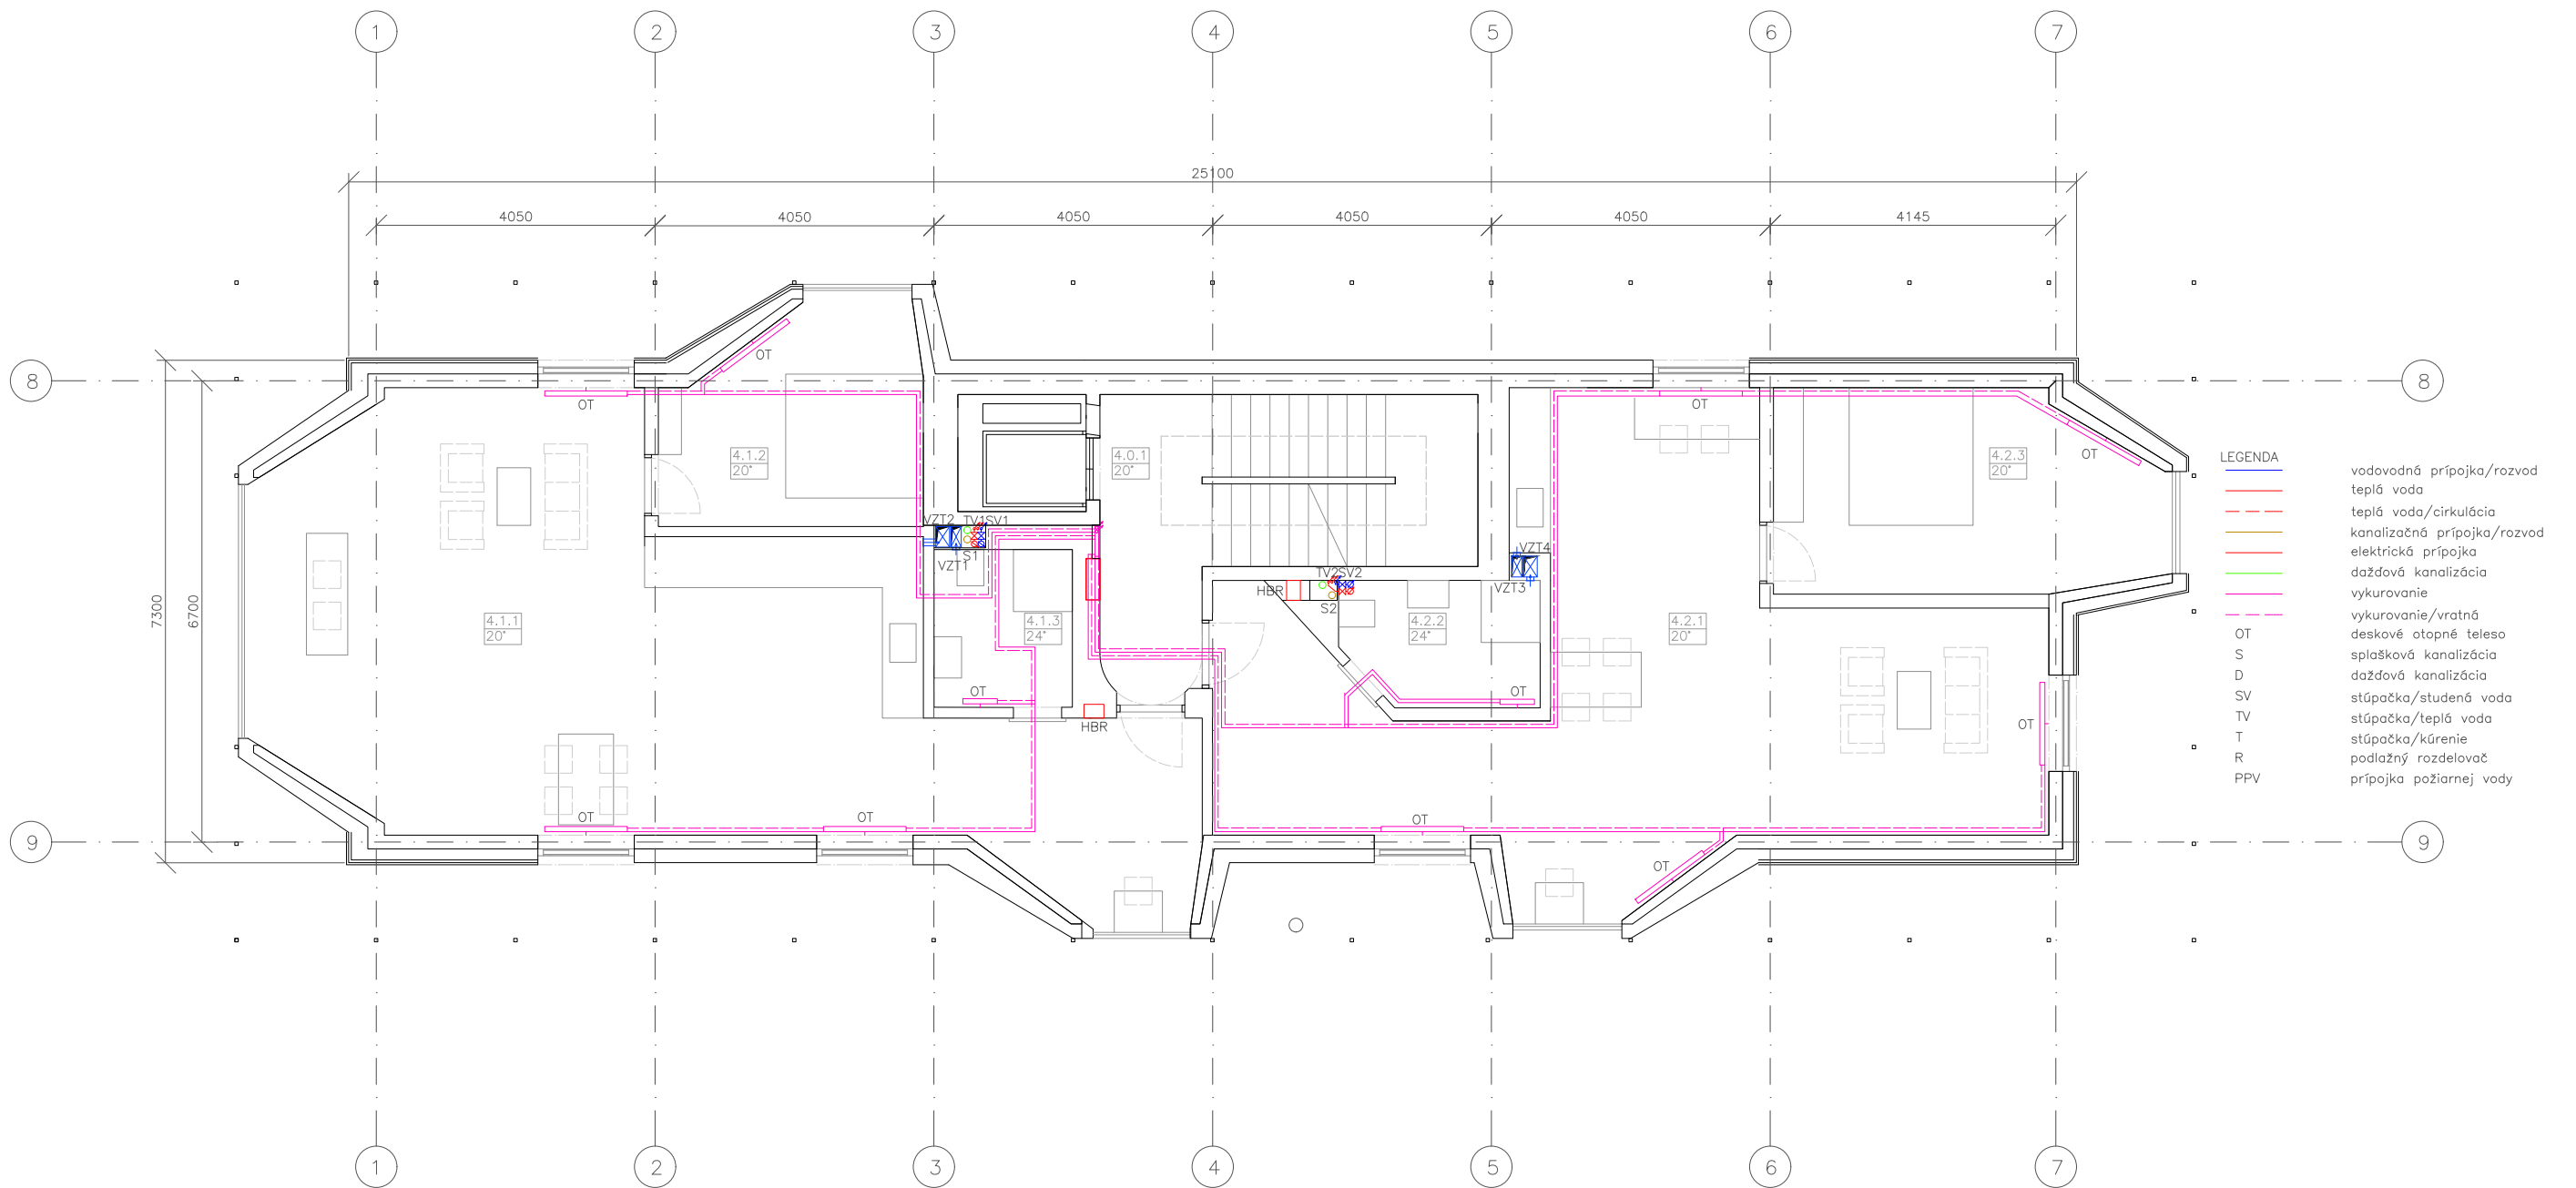 1 2 3 4 5 6 7
25100
4050 4050 4050 4050 4050 4145
8 8
7300
6700
OT
OT
OT
OT
4.1.2
20°
4.0.1
20°
4.2.3
20°
VZT2 TV1SV1
S1
VZT1
VZT4
VZT3
TV2SV2
HBR
S2
4.1.1
20°
4.1.3
24°
4.2.2
24°
4.2.1
20°
OT
OT
OT
HBR
OT
OT
OT
OT
9 9
1 2 3 4 5 6 7
LEGENDA
vodovodná prípojka/rozvod
teplá voda
teplá voda/cirkulácia
kanalizačná prípojka/rozvod
elektrická prípojka
dažďová kanalizácia
vykurovanie
vykurovanie/vratná
OT deskové otopné teleso
S splašková kanalizácia
D dažďová kanalizácia
SV stúpačka/studená voda
TV stúpačka/teplá voda
T stúpačka/kúrenie
R podlažný rozdelovač
PPV prípojka požiarnej vody